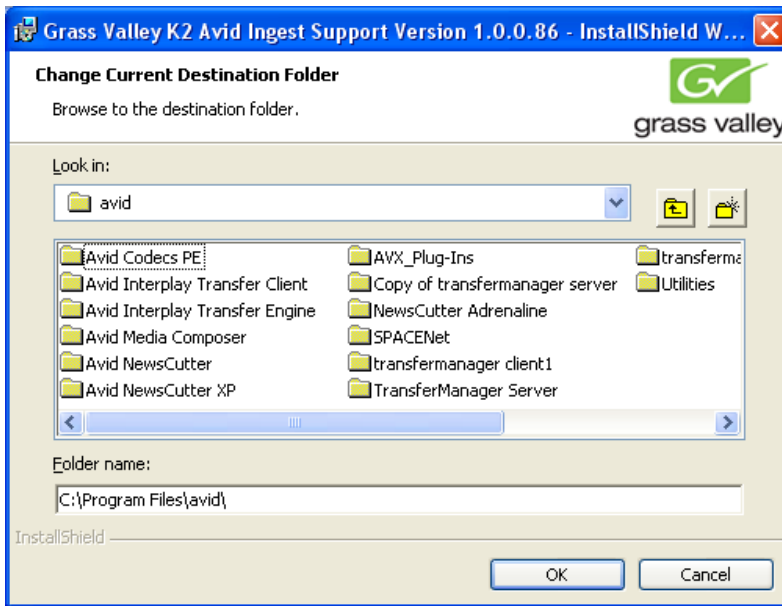 Grass Valley K2 Avid Ingest Support Version 1.0.0.86 - InstallShield W...
Change Current Destination Folder
Browse to the destination folder.
grass valley
Look in:
avid
Avid Codecs PE
Avid Interplay Transfer Client
Avid Interplay Transfer Engine
Avid Media Composer
Avid NewsCutter
Avid NewsCutter XP
AVX_Plug-Ins
Copy of transfermanager server
NewsCutter Adrenaline
SPACENet
transfermanager client1
TransferManager Server
transferma
Utilities
Folder name:
C:\Program Files\avid\
InstallShield
OK
Cancel